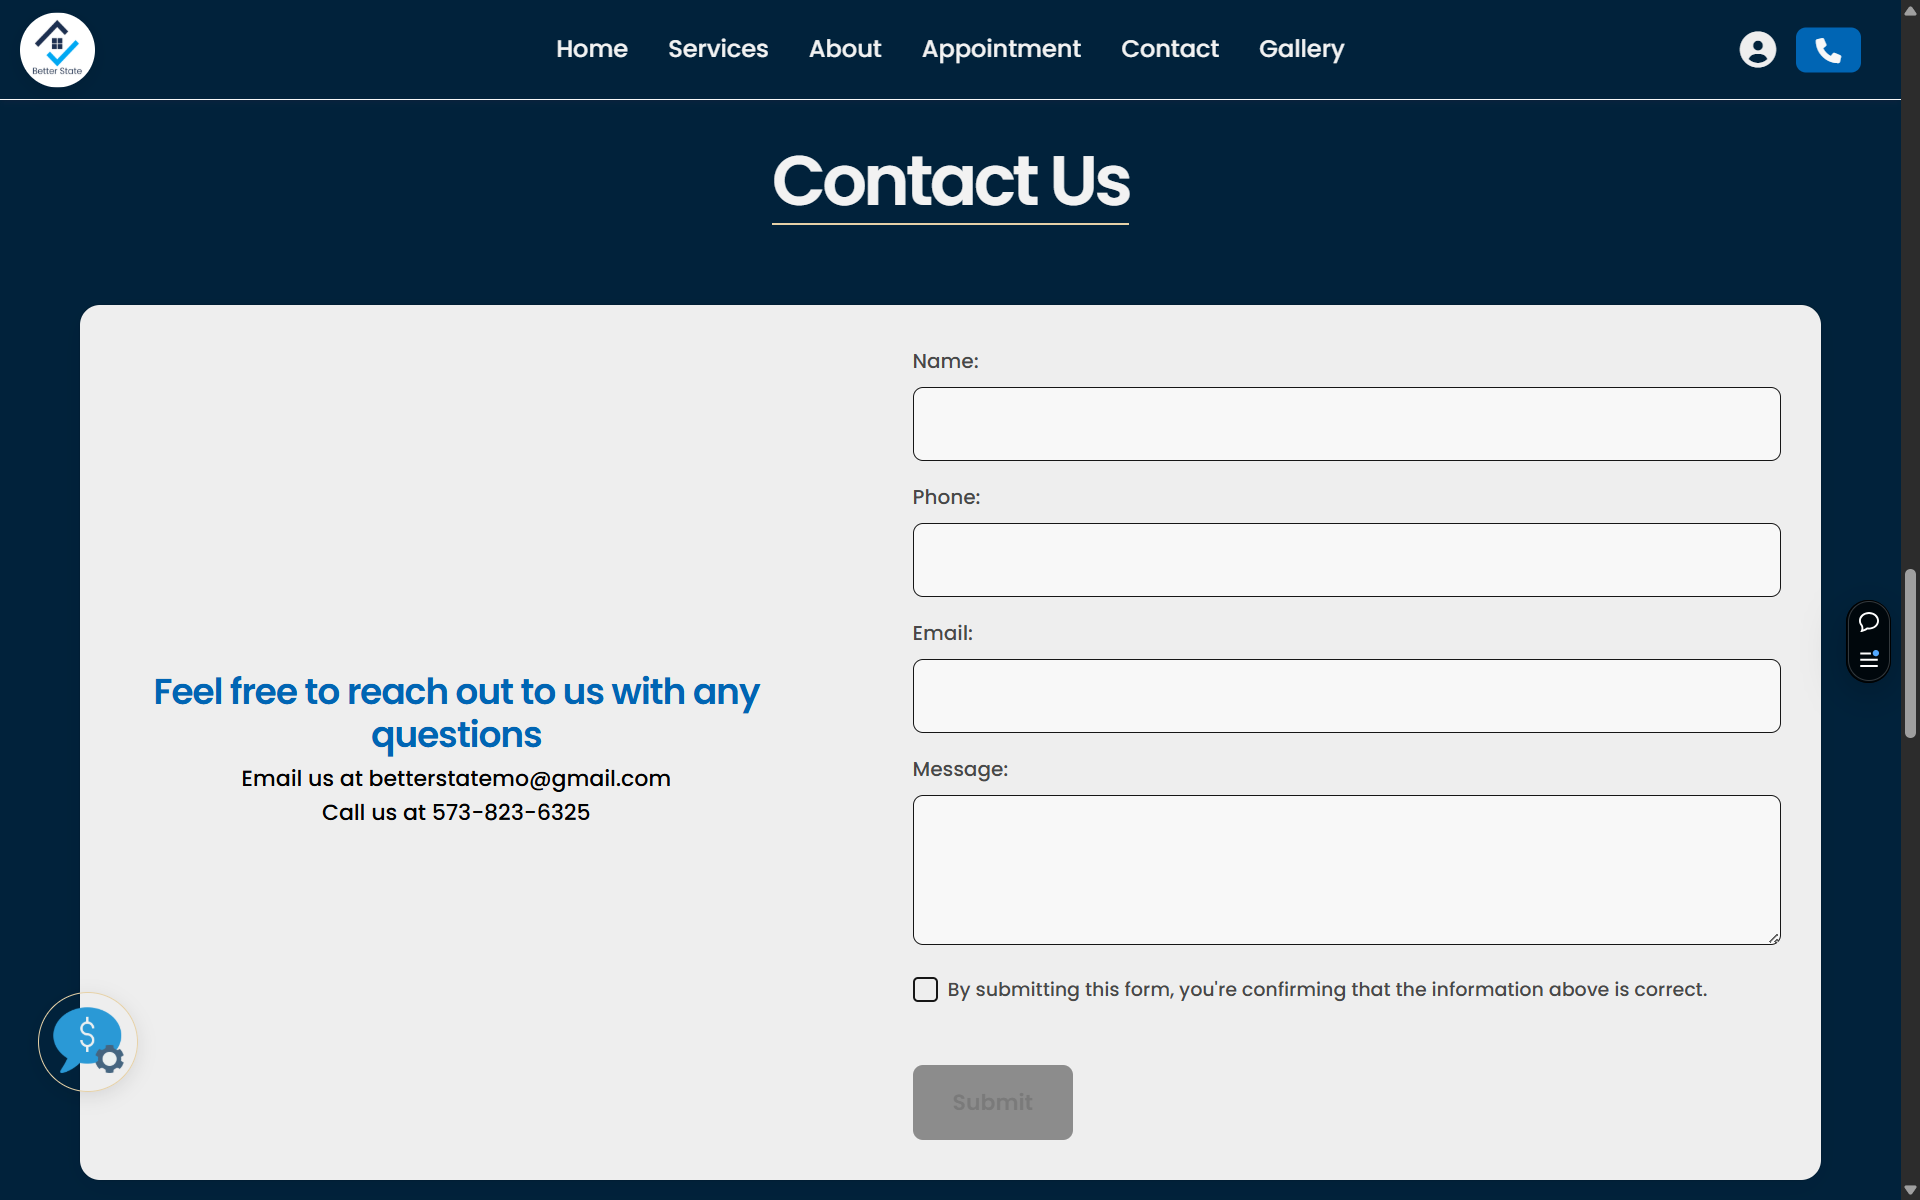 Better State
Home Services About Appointment Contact Gallery
Contact Us
Feel free to reach out to us with any
questions
Email us at betterstatemo@gmail.com
Call us at 573-823-6325
Name:
Phone:
Email:
Message:
By submitting this form, you're confirming that the information above is correct.
$
Submit